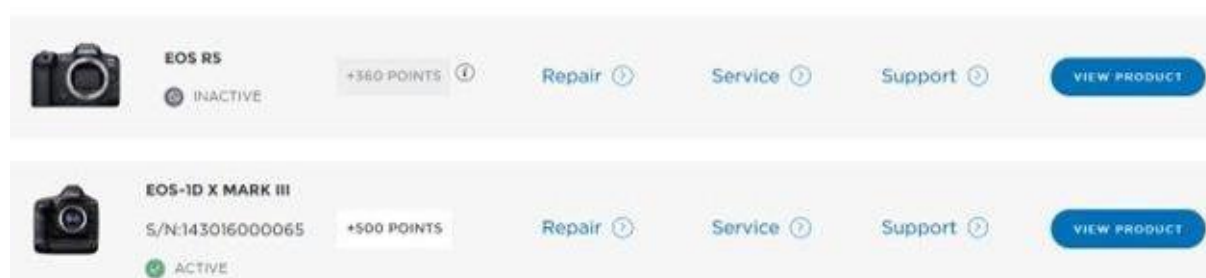 EOS R5
INACTIVE
+360 POINTS
Repair
Service
Support
VIEW PRODUCT
EOS-1D X MARK III
S/N:143016000065
ACTIVE
+500 POINTS
Repair
Service
Support
VIEW PRODUCT